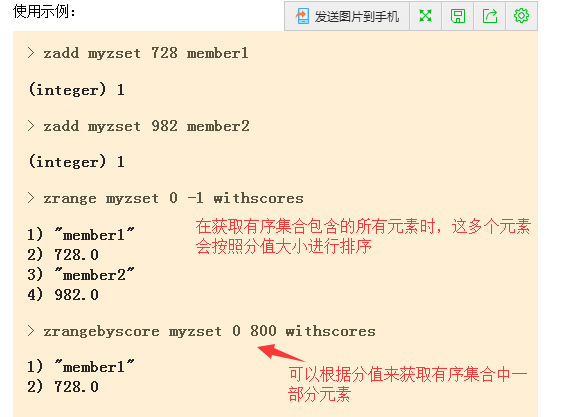 使用示例：
发送图片到手机
> zadd myzset 728 member1
(integer) 1
> zadd myzset 982 member2
(integer) 1
> zrange myzset 0 -1 withscores
1) "member1"
2) 728.0
3) "member2"
4) 982.0
在获取有序集合包含的所有元素时，这多个元素
会按照分值大小进行排序
> zrangebyscore myzset 0 800 withscores
1) "member1"
2) 728.0
可以根据分值来获取有序集合中一
部分元素